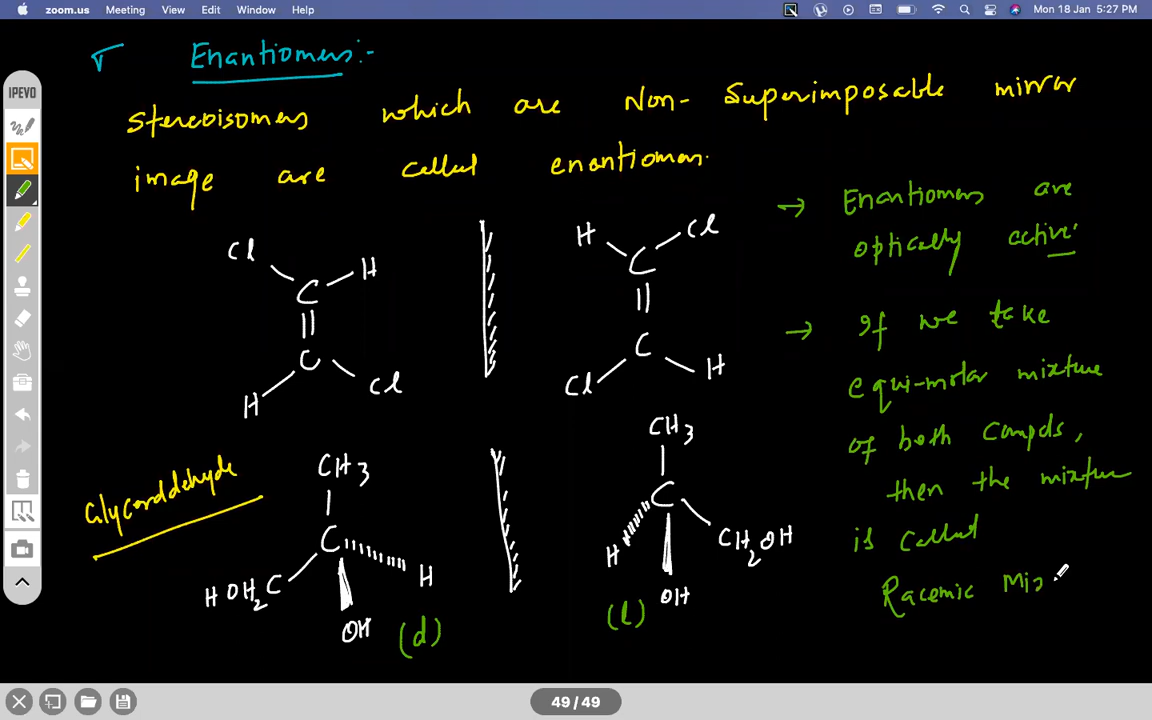 zoom.us Meeting View Edit Window Help Mon 18 Jan 5:27 PM
IPEVO
Enantiomers:-
Stereoisomers which are Non-Superimposable mirror
image are called enantiomers.
Cl
H
C
C
H
Cl
H
Cl
C
C
Cl
H
Glycerddehyde
CH3
C
H
HOH2C
OH
(d)
CH3
C
H
CH2OH
OH
(l)
→ Enantiomers are
optically active.
→ If we take
equi-molar mixture
of both Compds,
then the mixture
is Called
Racemic Mix
49 / 49